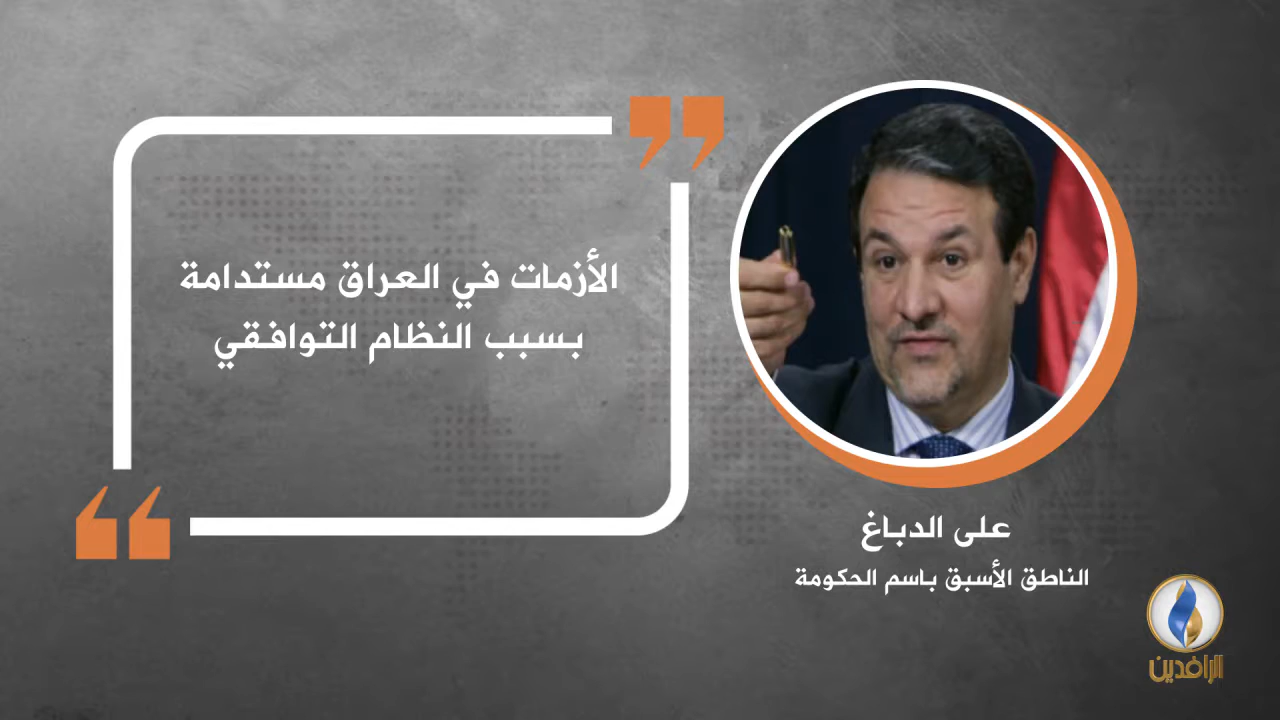 الأزمات في العراق مستدامة
بسبب النظام التوافقي
على الدباغ
الناطق الأسبق باسم الحكومة
الرافدين